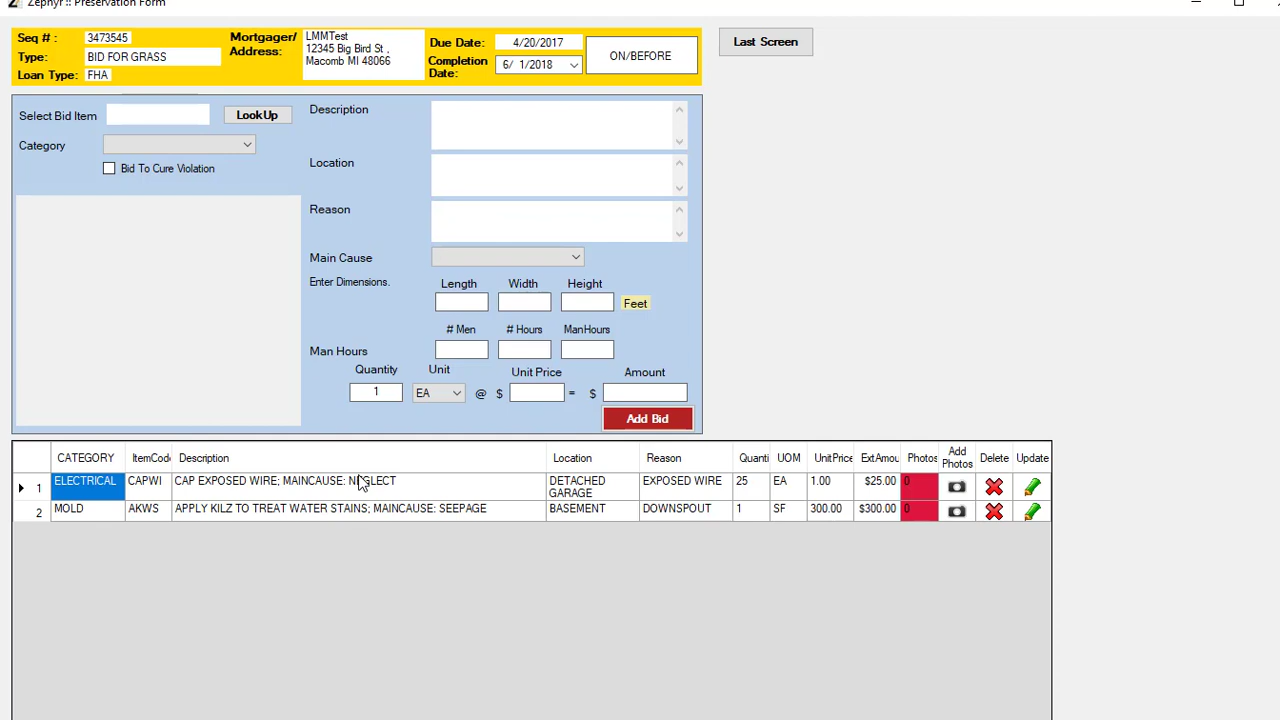 Zephyr :: Preservation Form
Seq # : 3473545
Type: BID FOR GRASS
Loan Type: FHA
Mortgager/
Address:
LMMTest
12345 Big Bird St ,
Macomb MI 48066
Due Date: 4/20/2017
Completion
Date: 6/ 1/2018
ON/BEFORE
Last Screen
Select Bid Item
LookUp
Category
Bid To Cure Violation
Description
Location
Reason
Main Cause
Enter Dimensions.
Length Width Height
Feet
# Men # Hours ManHours
Man Hours
Quantity Unit Unit Price Amount
1 EA @ $ = $
Add Bid
CATEGORY ItemCod Description Location Reason Quanti UOM UnitPrice ExtAmou Photos Add Photos Delete Update
1 ELECTRICAL CAPWI CAP EXPOSED WIRE; MAINCAUSE: NEGLECT DETACHED GARAGE EXPOSED WIRE 25 EA 1.00 $25.00 0
2 MOLD AKWS APPLY KILZ TO TREAT WATER STAINS; MAINCAUSE: SEEPAGE BASEMENT DOWNSPOUT 1 SF 300.00 $300.00 0